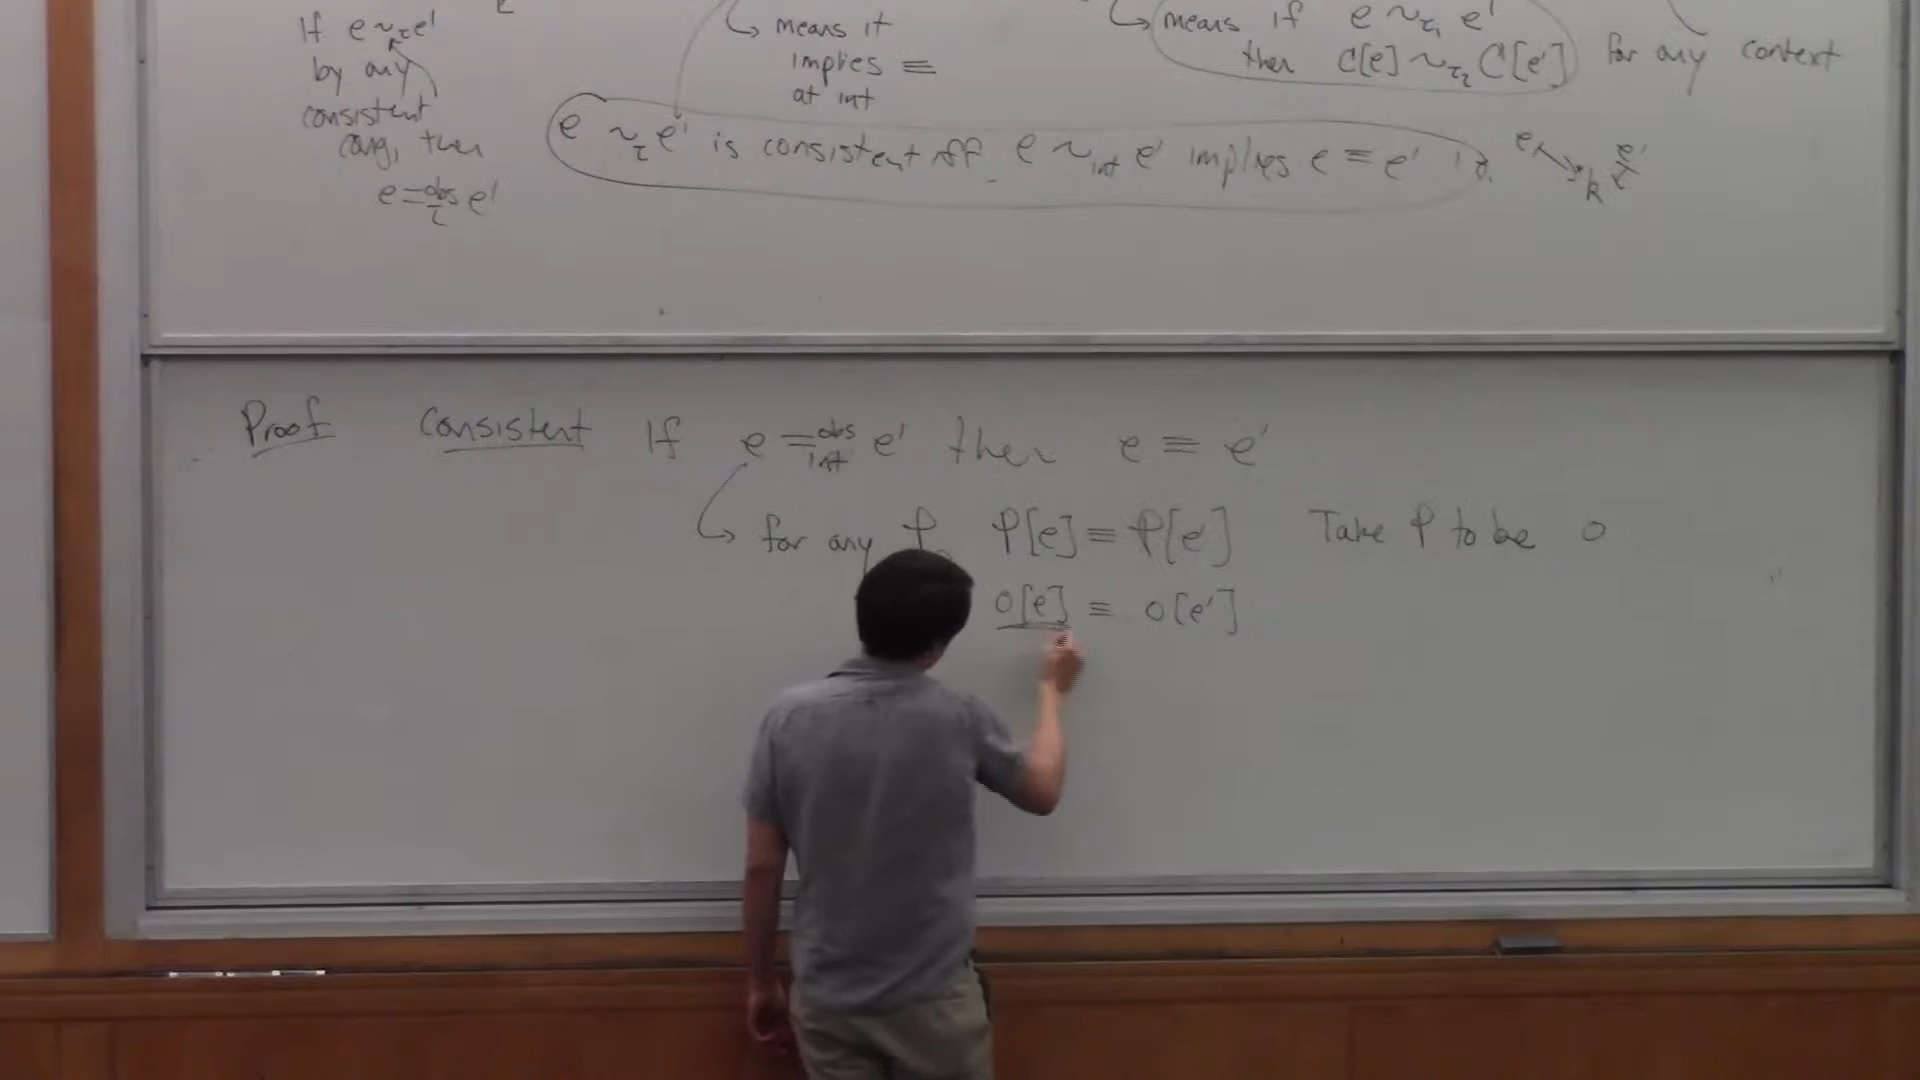 If e ~τ e'
by any
consistent
cong, then
e =obs τ e'
↳ means it
implies ≡
at int
↳ means if e ~τ₁ e'
then C[e] ~τ₂ C[e'] for any context
e ~τ e' is consistent iff e ~int e' implies e ≡ e' i.e. e ↘ k ↙ e'
Proof Consistent If e =obs int e' then e ≡ e'
↳ for any P P[e] ≡ P[e'] Take P to be o
o[e] ≡ o[e']